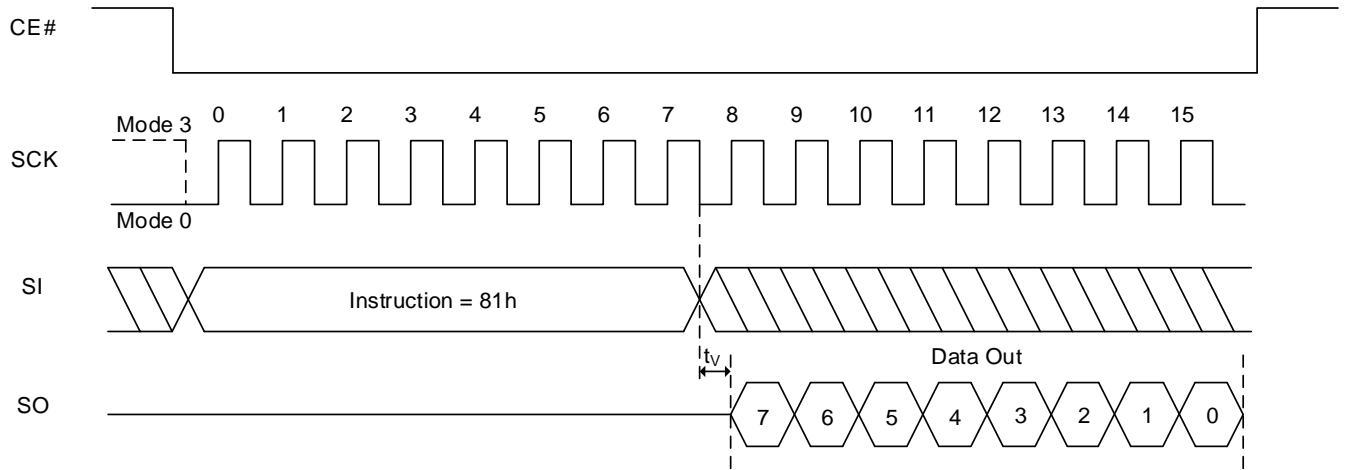 CE#
0 1 2 3 4 5 6 7 8 9 10 11 12 13 14 15
Mode 3
SCK
Mode 0
SI
Instruction = 81h
tV
Data Out
SO
7 6 5 4 3 2 1 0